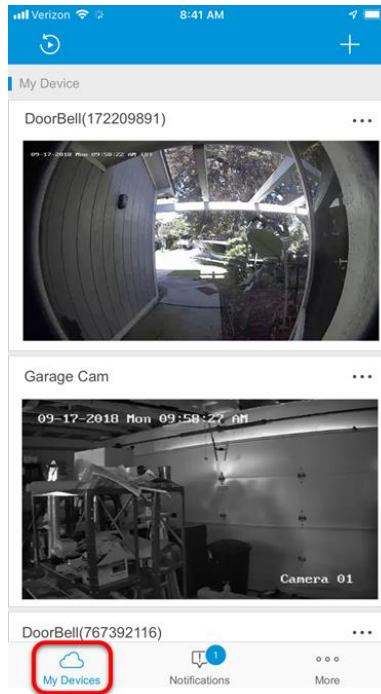 Verizon 8:41 AM
My Device
DoorBell(172209891)
09-17-2018 Mon 09:58:22 AM
Garage Cam
09-17-2018 Mon 09:58:27 AM
Camera 01
DoorBell(767392116)
1
My Devices Notifications More